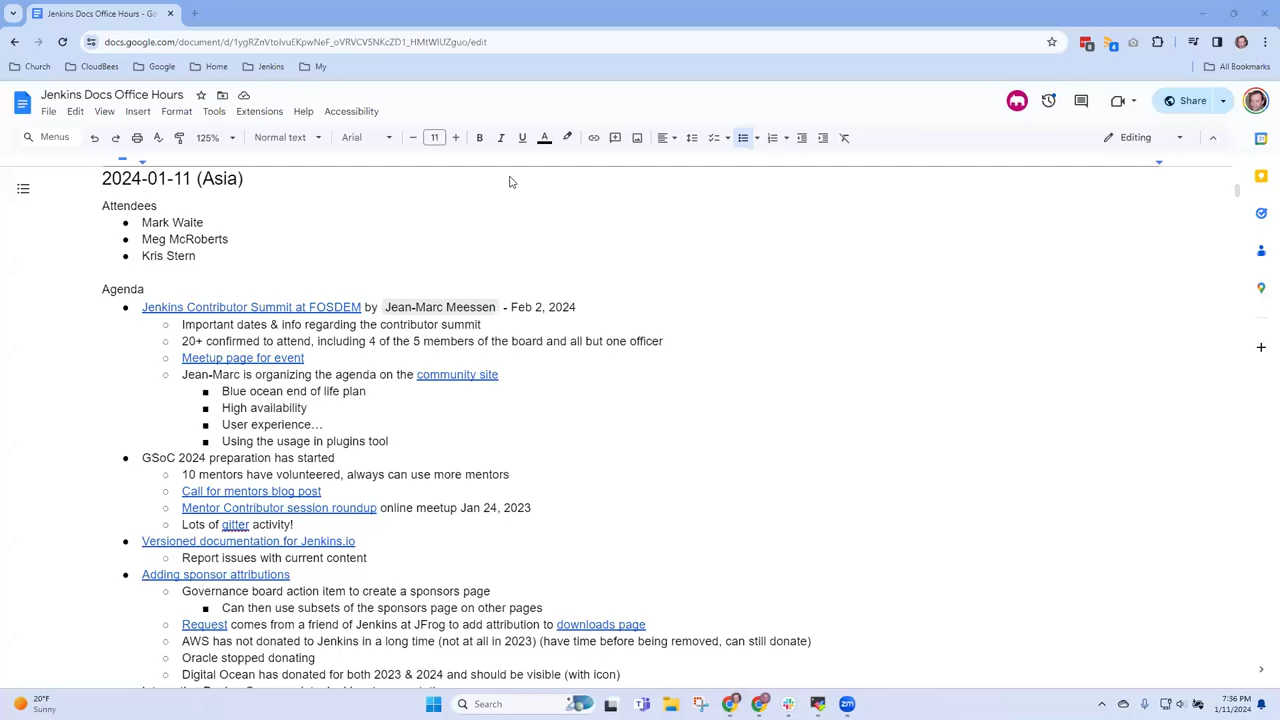 Jenkins Docs Office Hours - Go
docs.google.com/document/d/1ygRZnVtoIvuEKpwNeF_oVRVCV5NKcZD1_HMtWIUZguo/edit
Church
CloudBees
Google
Home
Jenkins
My
All Bookmarks
Jenkins Docs Office Hours
File Edit View Insert Format Tools Extensions Help Accessibility
Share
Menus
125%
Normal text
Arial
11
Editing
2024-01-11 (Asia)
Attendees
● Mark Waite
● Meg McRoberts
● Kris Stern
Agenda
● Jenkins Contributor Summit at FOSDEM by Jean-Marc Meessen - Feb 2, 2024
○ Important dates & info regarding the contributor summit
○ 20+ confirmed to attend, including 4 of the 5 members of the board and all but one officer
○ Meetup page for event
○ Jean-Marc is organizing the agenda on the community site
■ Blue ocean end of life plan
■ High availability
■ User experience…
■ Using the usage in plugins tool
● GSoC 2024 preparation has started
○ 10 mentors have volunteered, always can use more mentors
○ Call for mentors blog post
○ Mentor Contributor session roundup online meetup Jan 24, 2023
○ Lots of gitter activity!
● Versioned documentation for Jenkins.io
○ Report issues with current content
● Adding sponsor attributions
○ Governance board action item to create a sponsors page
■ Can then use subsets of the sponsors page on other pages
○ Request comes from a friend of Jenkins at JFrog to add attribution to downloads page
○ AWS has not donated to Jenkins in a long time (not at all in 2023) (have time before being removed, can still donate)
○ Oracle stopped donating
○ Digital Ocean has donated for both 2023 & 2024 and should be visible (with icon)
20°F
Sunny
Search
7:36 PM
1/11/2024